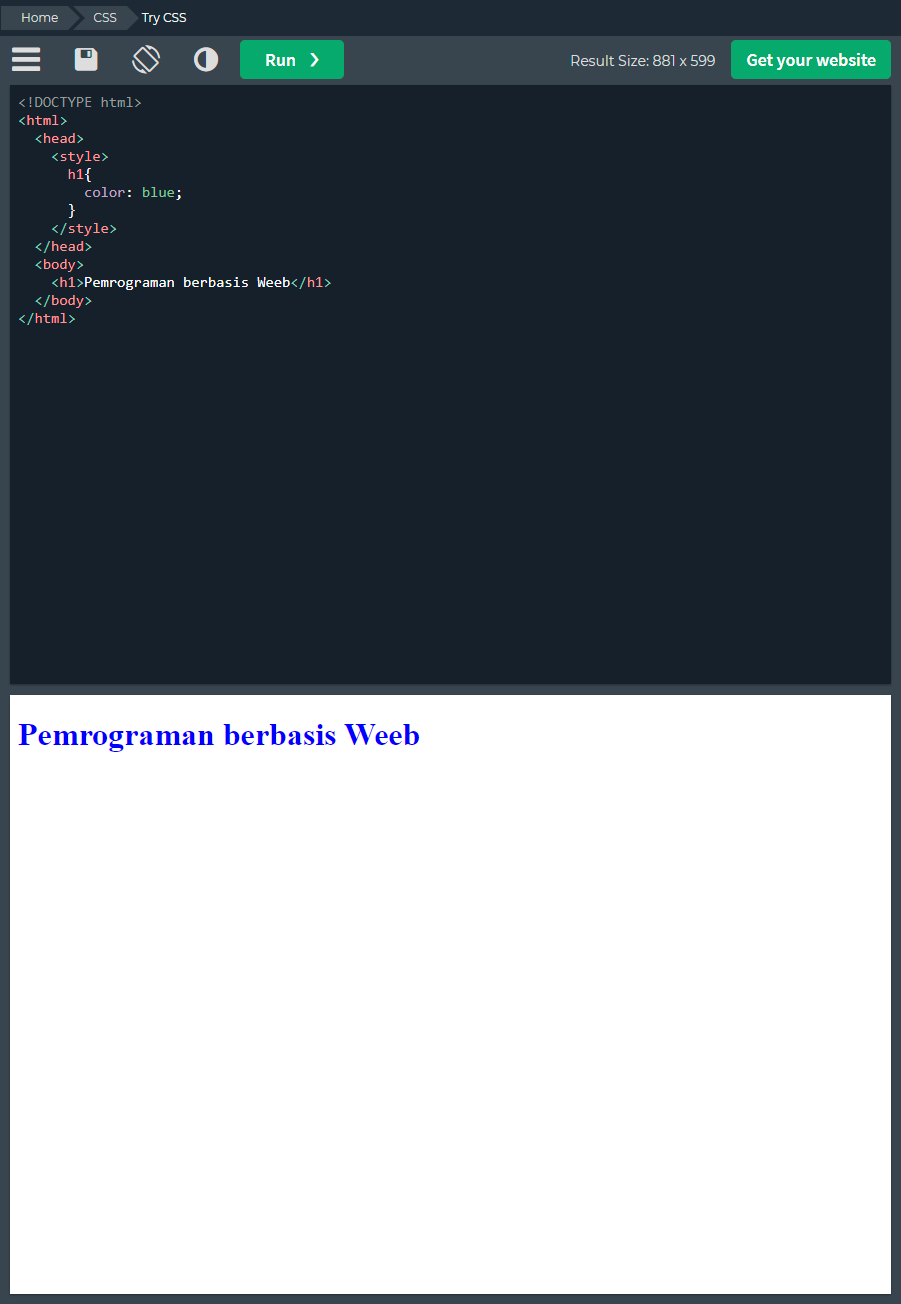 Home CSS Try CSS
Run ❯ Result Size: 881 x 599 Get your website
<!DOCTYPE html>
<html>
  <head>
    <style>
      h1{
        color: blue;
      }
    </style>
  </head>
  <body>
    <h1>Pemrograman berbasis Weeb</h1>
  </body>
</html>
Pemrograman berbasis Weeb